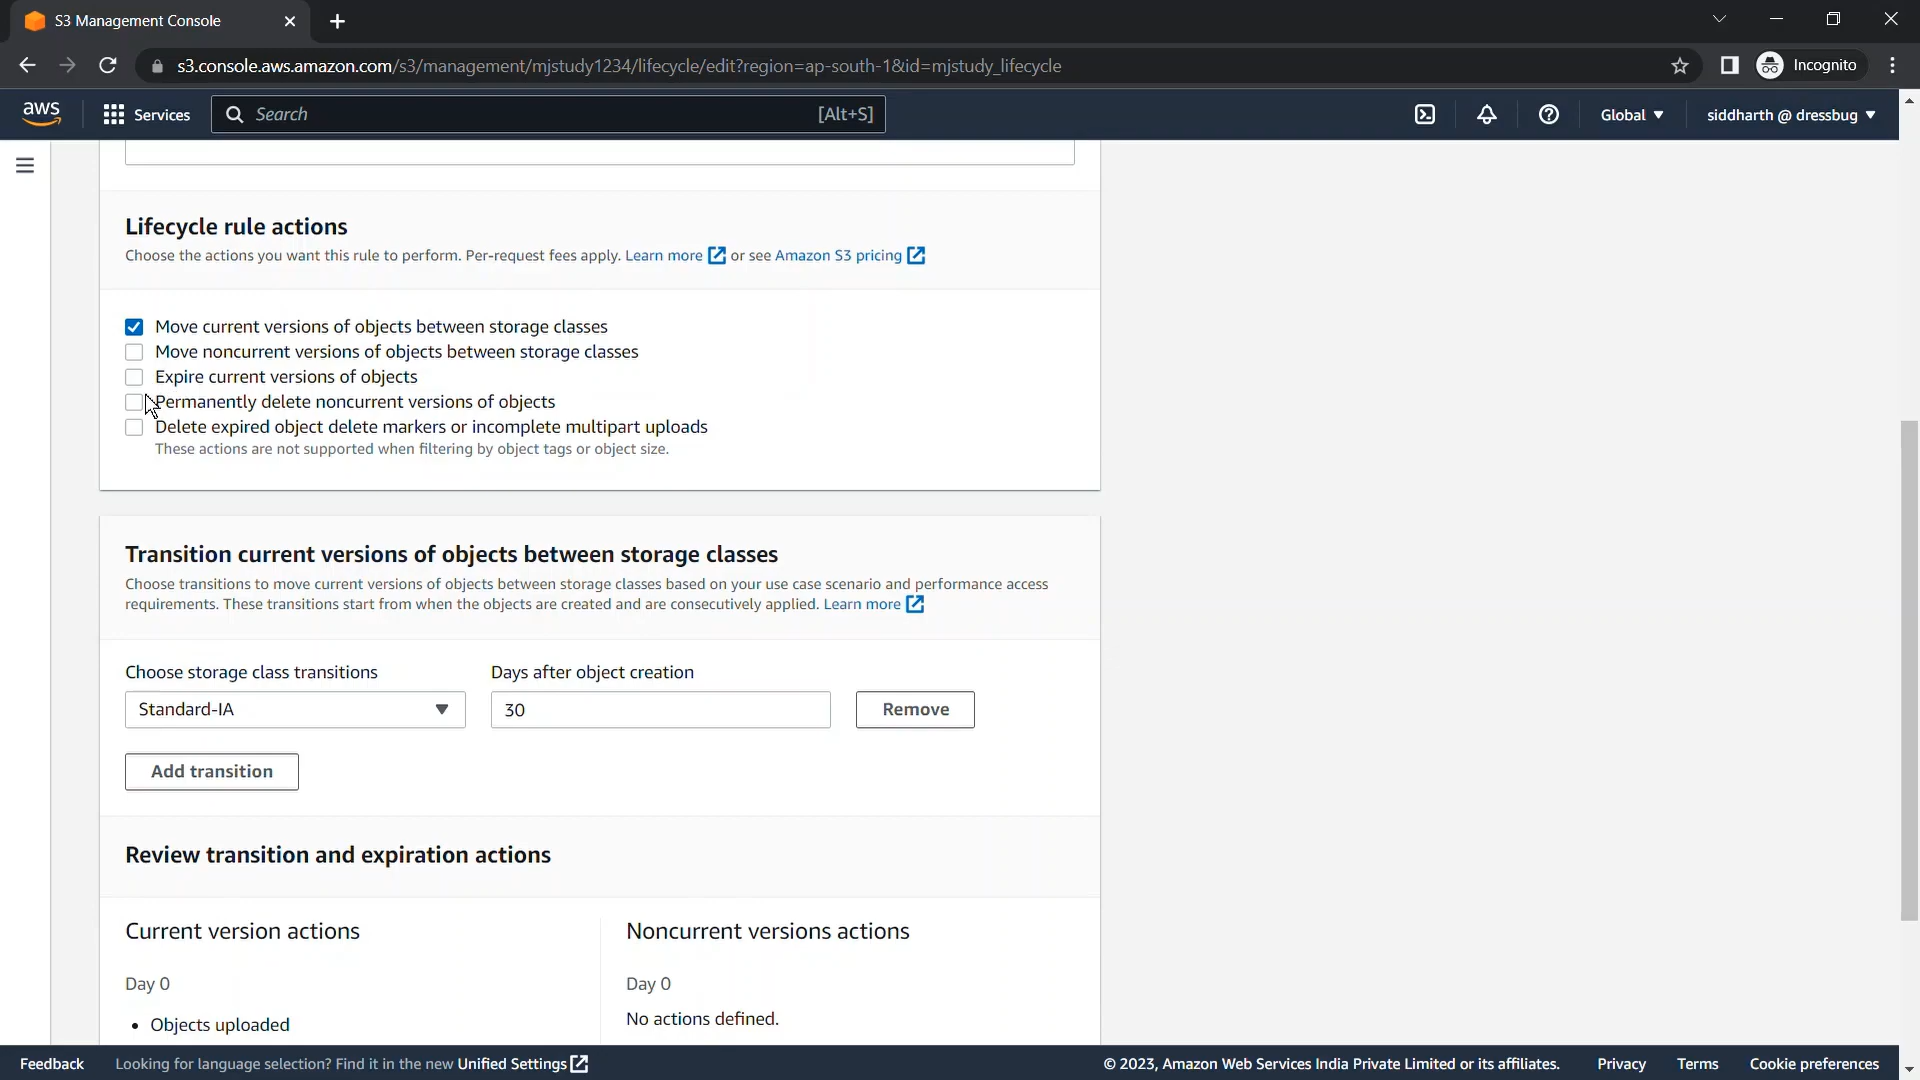 S3 Management Console
s3.console.aws.amazon.com/s3/management/mjstudy1234/lifecycle/edit?region=ap-south-1&id=mjstudy_lifecycle
Incognito
aws
Services
Search
[Alt+S]
Global
siddharth @ dressbug
Lifecycle rule actions
Choose the actions you want this rule to perform. Per-request fees apply. Learn more or see Amazon S3 pricing
Move current versions of objects between storage classes
Move noncurrent versions of objects between storage classes
Expire current versions of objects
Permanently delete noncurrent versions of objects
Delete expired object delete markers or incomplete multipart uploads
These actions are not supported when filtering by object tags or object size.
Transition current versions of objects between storage classes
Choose transitions to move current versions of objects between storage classes based on your use case scenario and performance access
requirements. These transitions start from when the objects are created and are consecutively applied. Learn more
Choose storage class transitions
Days after object creation
Standard-IA
30
Remove
Add transition
Review transition and expiration actions
Current version actions
Noncurrent versions actions
Day 0
Day 0
• Objects uploaded
No actions defined.
Feedback
Looking for language selection? Find it in the new Unified Settings
© 2023, Amazon Web Services India Private Limited or its affiliates.
Privacy
Terms
Cookie preferences